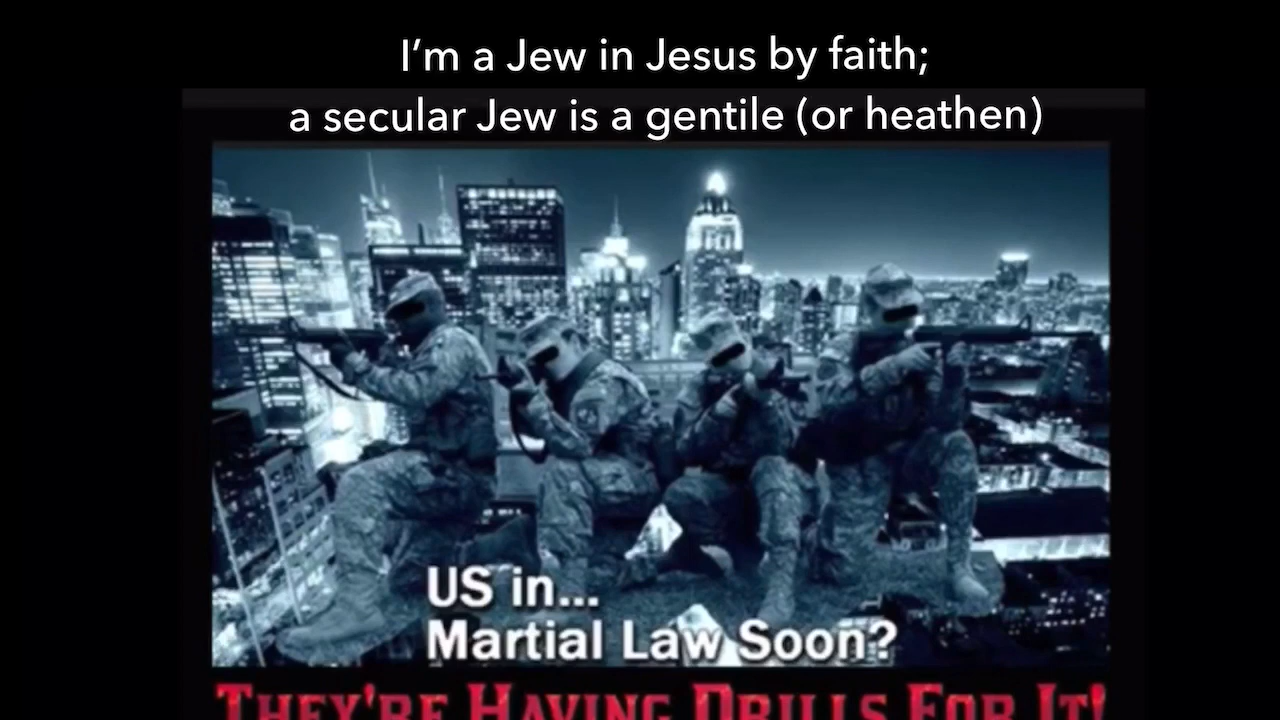 I'm a Jew in Jesus by faith;
a secular Jew is a gentile (or heathen)
US in...
Martial Law Soon?
THEY'RE HAVING DRILLS FOR IT!